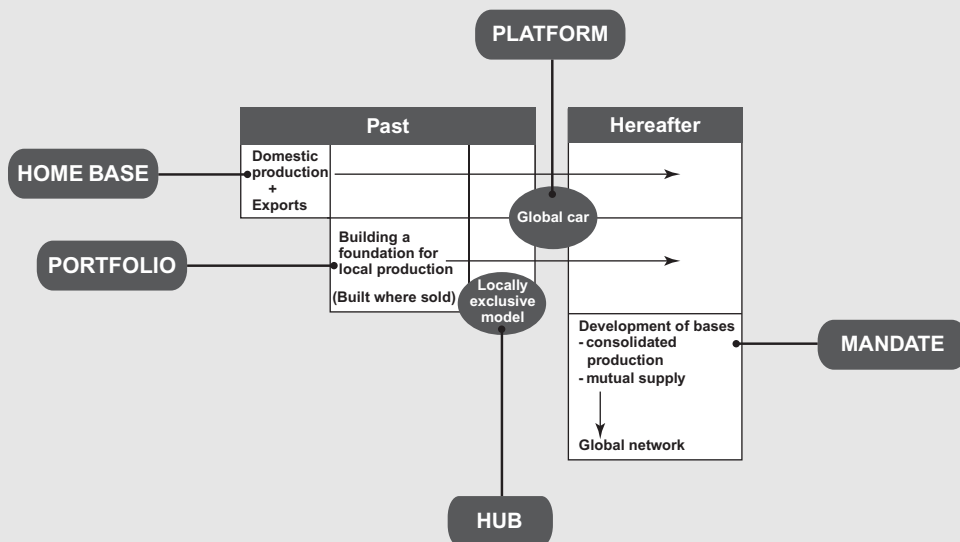 PLATFORM
Past
Hereafter
HOME BASE
Domestic
production
+
Exports
Global car
PORTFOLIO
Building a
foundation for
local production
(Built where sold)
Locally
exclusive
model
Development of bases
- consolidated
production
- mutual supply
Global network
MANDATE
HUB